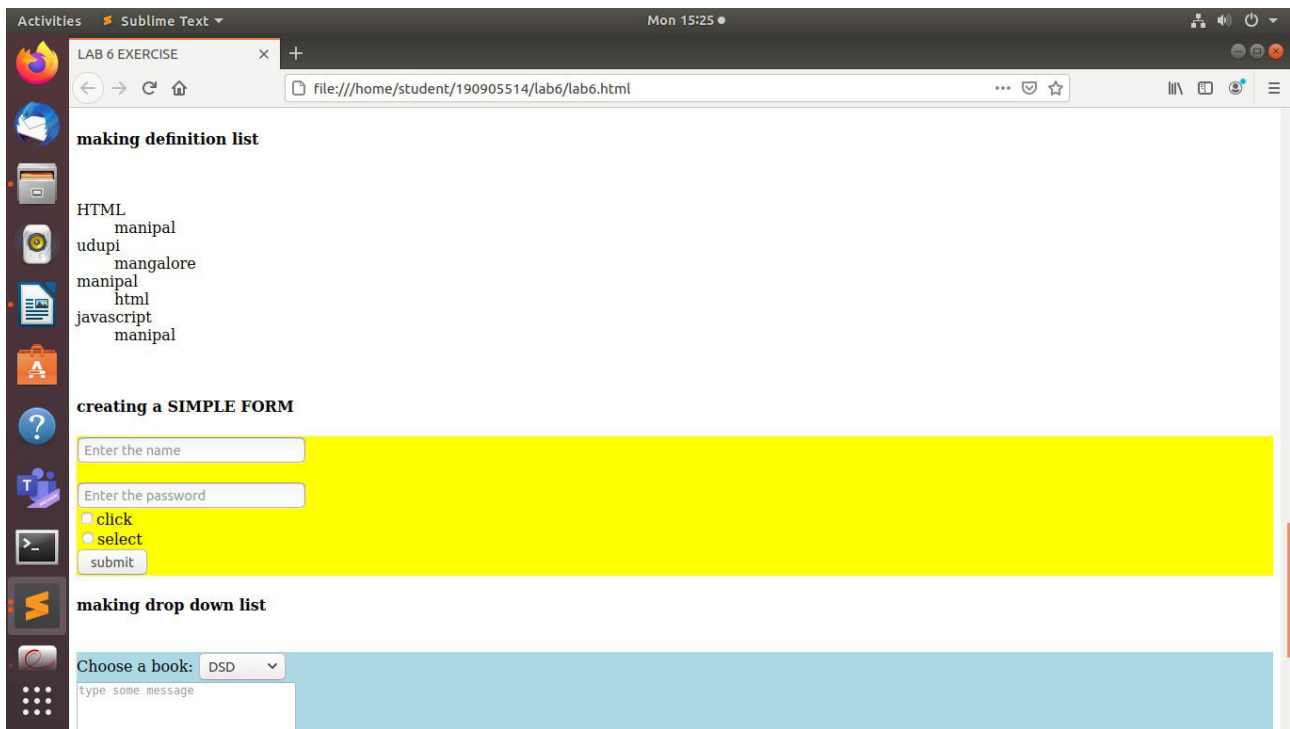 Activities Sublime Text Mon 15:25
LAB 6 EXERCISE
file:///home/student/190905514/lab6/lab6.html
making definition list
HTML
manipal
udupi
mangalore
manipal
html
javascript
manipal
creating a SIMPLE FORM
Enter the name
Enter the password
click
select
submit
making drop down list
Choose a book: DSD
type some message